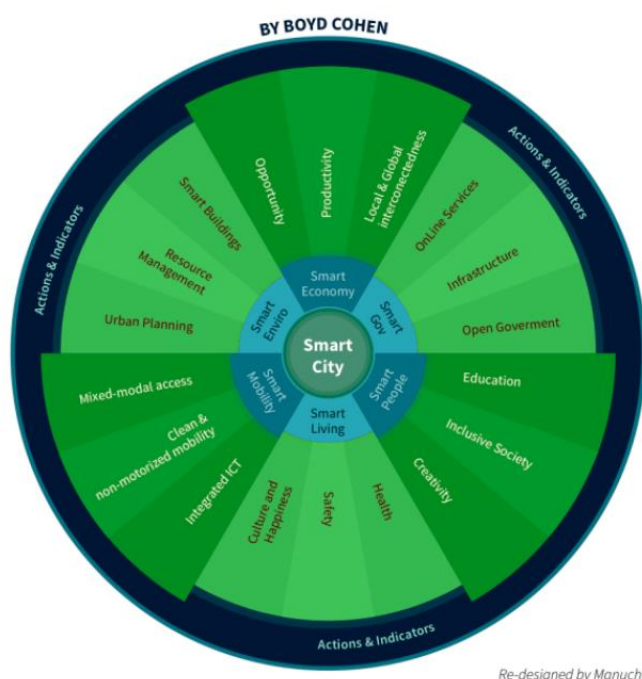 BY BOYD COHEN
Actions & Indicators
Actions & Indicators
Opportunity
Productivity
Local & Global
interconectedness
Smart Buildings
Resource
Management
Urban Planning
OnLine Services
Infrastructure
Open Goverment
Smart
Economy
Smart
Enviro
Smart
Gov
Smart
City
Smart
Mobility
Smart
Living
Smart
People
Mixed-modal access
Clean &
non-motorized mobility
Integrated ICT
Culture and
Happiness
Safety
Health
Education
Inclusive Society
Creativity
Actions & Indicators
Re-designed by Manuch